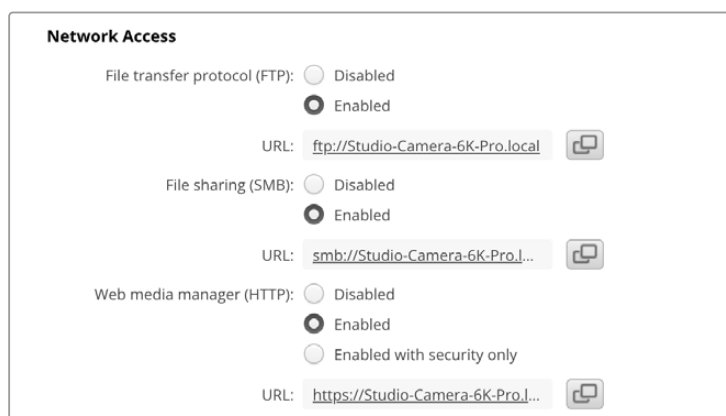 Network Access
File transfer protocol (FTP): Disabled
Enabled
URL: ftp://Studio-Camera-6K-Pro.local
File sharing (SMB): Disabled
Enabled
URL: smb://Studio-Camera-6K-Pro.l...
Web media manager (HTTP): Disabled
Enabled
Enabled with security only
URL: https://Studio-Camera-6K-Pro.l...